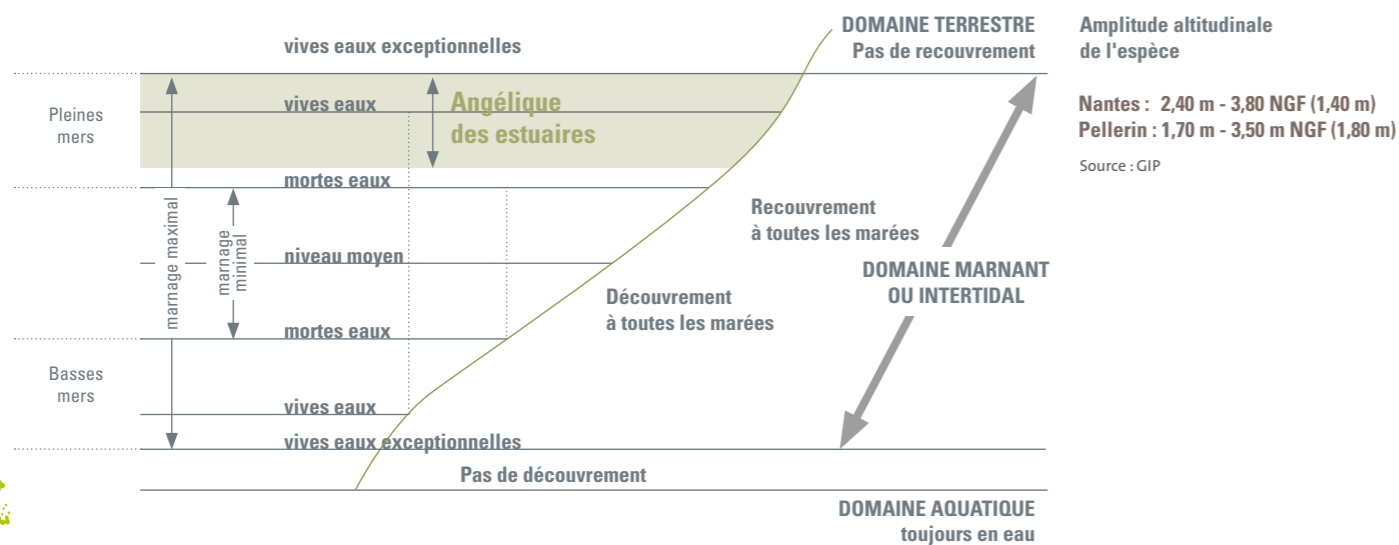 DOMAINE TERRESTRE
Pas de recouvrement
Amplitude altitudinale
de l'espèce
vives eaux exceptionnelles
Pleines
mers
vives eaux
Angélique
des estuaires
Nantes : 2,40 m - 3,80 NGF (1,40 m)
Pellerin : 1,70 m - 3,50 m NGF (1,80 m)
Source : GIP
mortes eaux
marnage maximal
marnage
minimal
Recouvrement
à toutes les marées
niveau moyen
DOMAINE MARNANT
OU INTERTIDAL
Découvrement
à toutes les marées
mortes eaux
Basses
mers
vives eaux
vives eaux exceptionnelles
Pas de découvrement
DOMAINE AQUATIQUE
toujours en eau